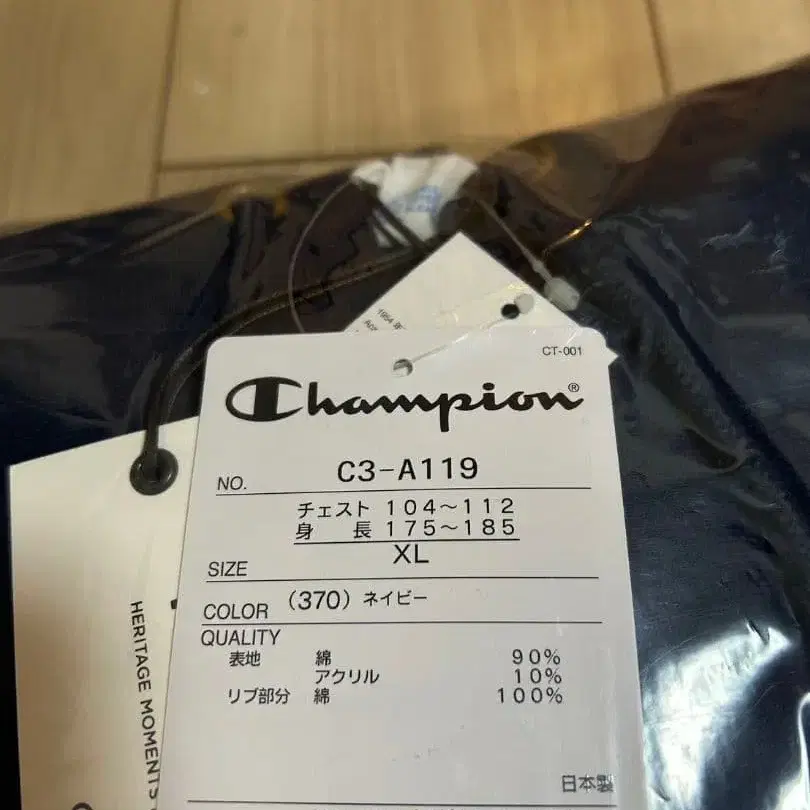 CT-001
Champion®
NO. C3-A119
チェスト 104～112
身 長 175～185
SIZE XL
COLOR (370) ネイビー
QUALITY
表地 綿 90%
アクリル 10%
リブ部分 綿 100%
日本製
HERITAGE MOMENTS
1954